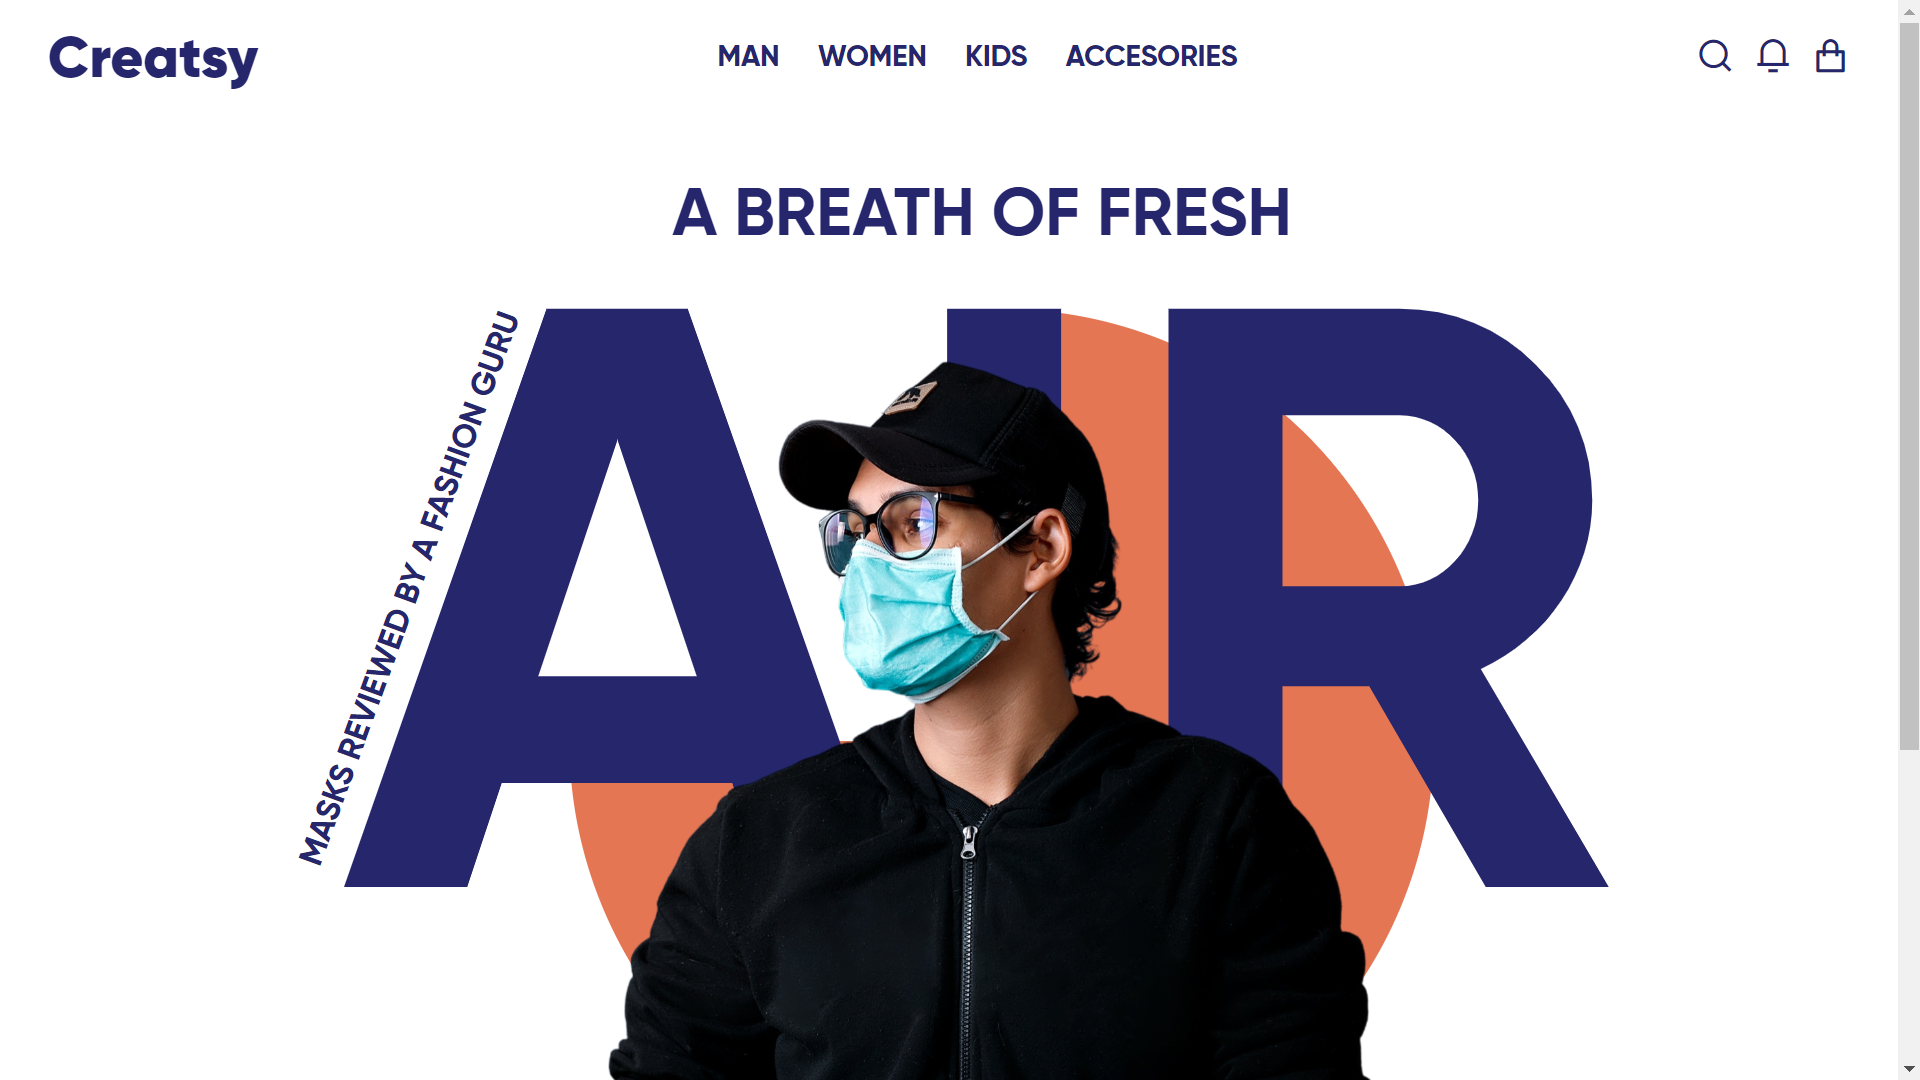 Creatsy
MAN WOMEN KIDS ACCESORIES
A BREATH OF FRESH
AIR
MASKS REVIEWED BY A FASHION GURU